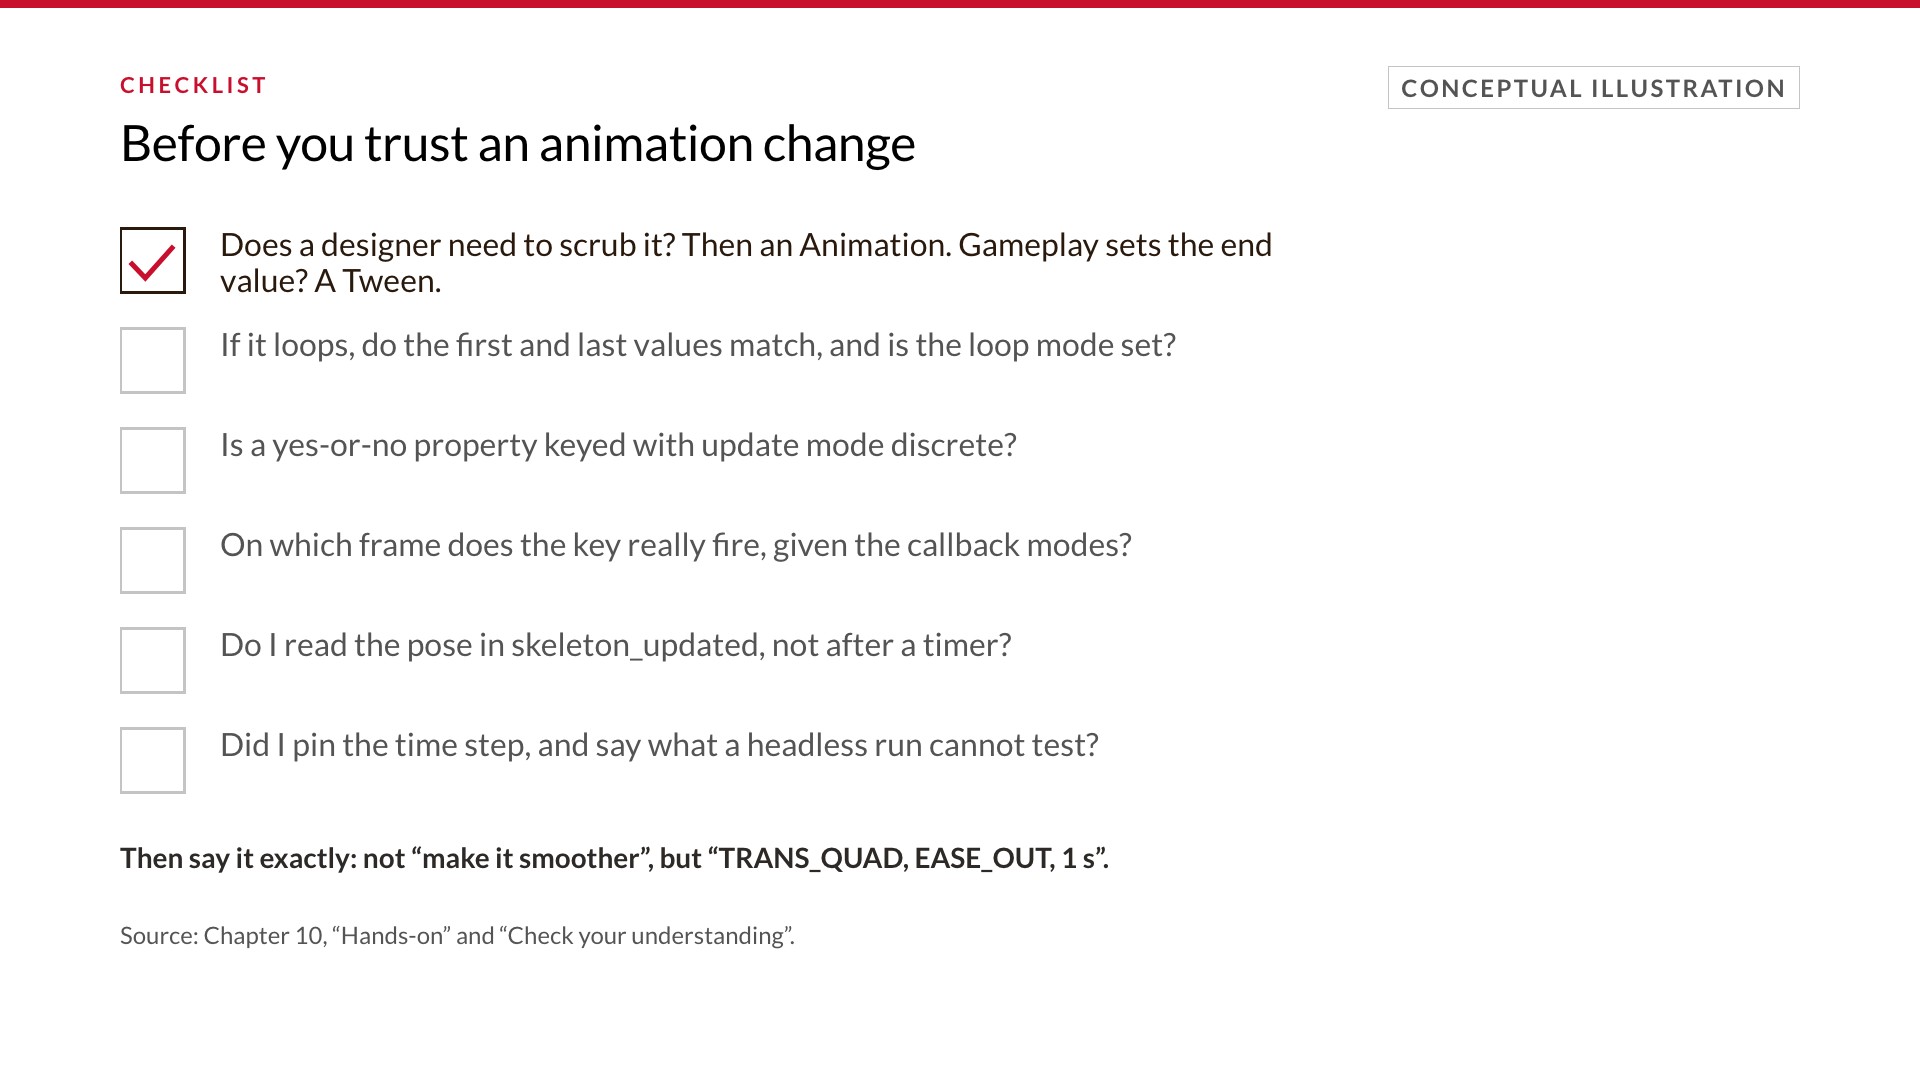 CHECKLIST
CONCEPTUAL ILLUSTRATION
Before you trust an animation change
Does a designer need to scrub it? Then an Animation. Gameplay sets the end
value? A Tween.
If it loops, do the first and last values match, and is the loop mode set?
Is a yes-or-no property keyed with update mode discrete?
On which frame does the key really fire, given the callback modes?
Do I read the pose in skeleton_updated, not after a timer?
Did I pin the time step, and say what a headless run cannot test?
Then say it exactly: not “make it smoother”, but “TRANS_QUAD, EASE_OUT, 1 s”.
Source: Chapter 10, “Hands-on” and “Check your understanding”.